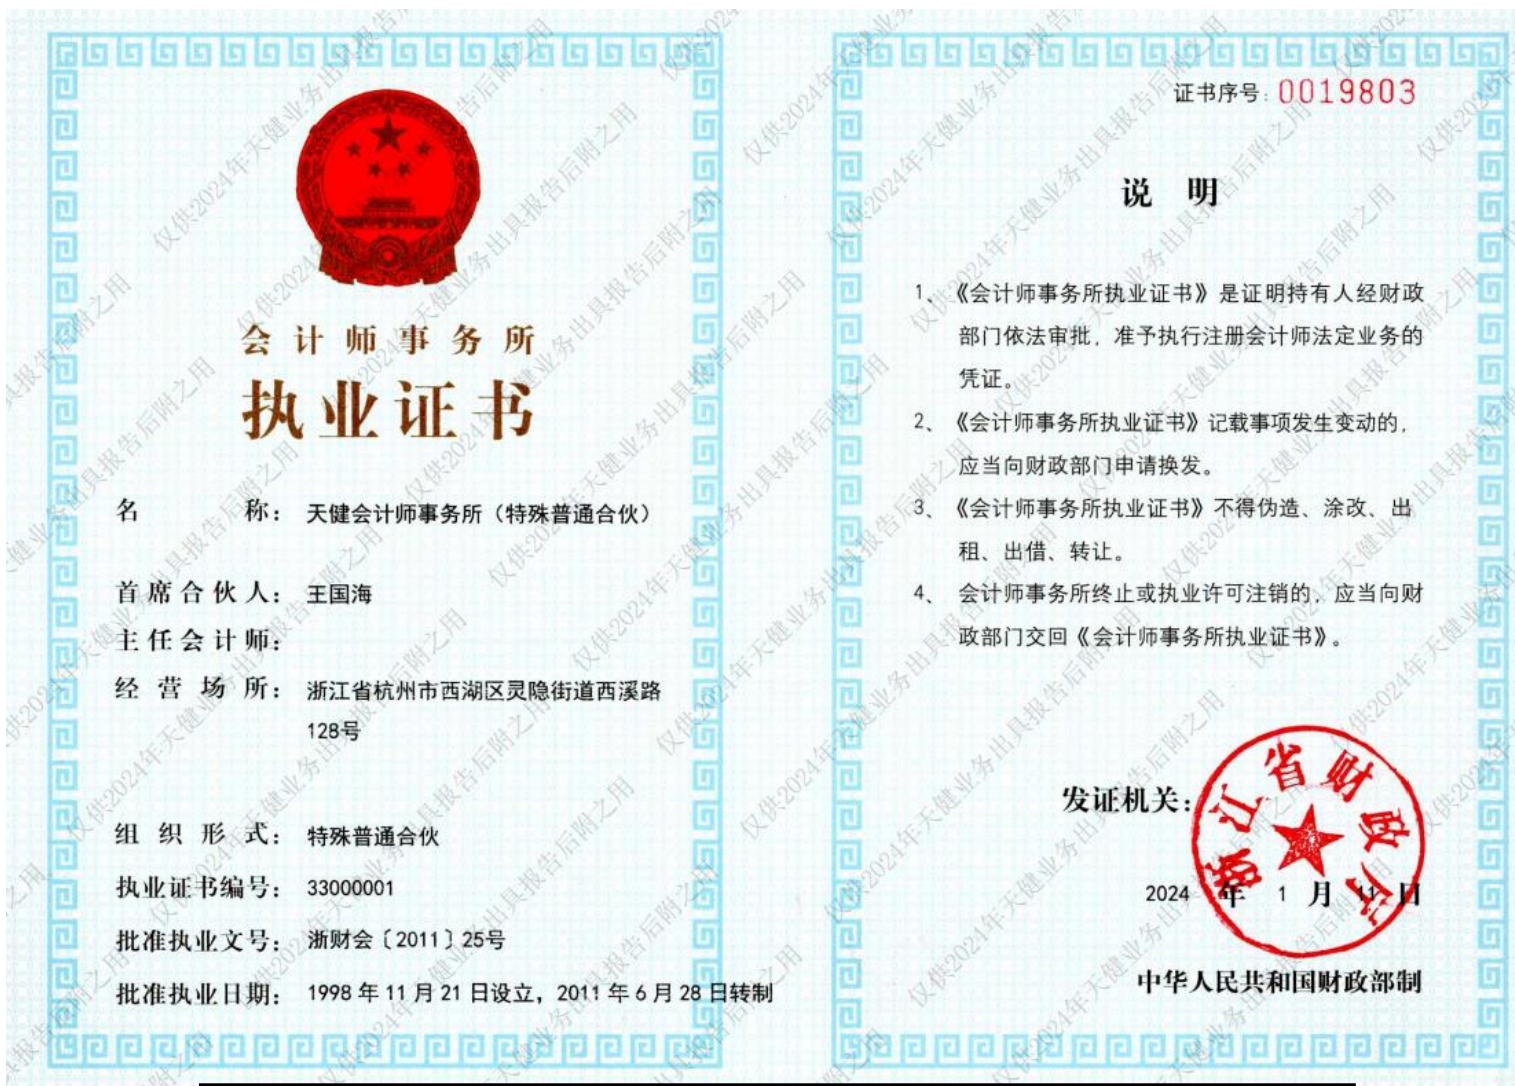 会计师事务所
执业证书
名 称： 天健会计师事务所（特殊普通合伙）
首席合伙人： 王国海
主任会计师：
经营场所： 浙江省杭州市西湖区灵隐街道西溪路
128号
组织形式： 特殊普通合伙
执业证书编号： 33000001
批准执业文号： 浙财会〔2011〕25号
批准执业日期： 1998年11月21日设立，2011年6月28日转制
证书序号：0019803
说 明
1、《会计师事务所执业证书》是证明持有人经财政
部门依法审批，准予执行注册会计师法定业务的
凭证。
2、《会计师事务所执业证书》记载事项发生变动的，
应当向财政部门申请换发。
3、《会计师事务所执业证书》不得伪造、涂改、出
租、出借、转让。
4、 会计师事务所终止或执业许可注销的，应当向财
政部门交回《会计师事务所执业证书》。
发证机关：
浙江省财政厅
2024 年 1 月 11 日
中华人民共和国财政部制
仅供2024年天健业务出具报告后附之用